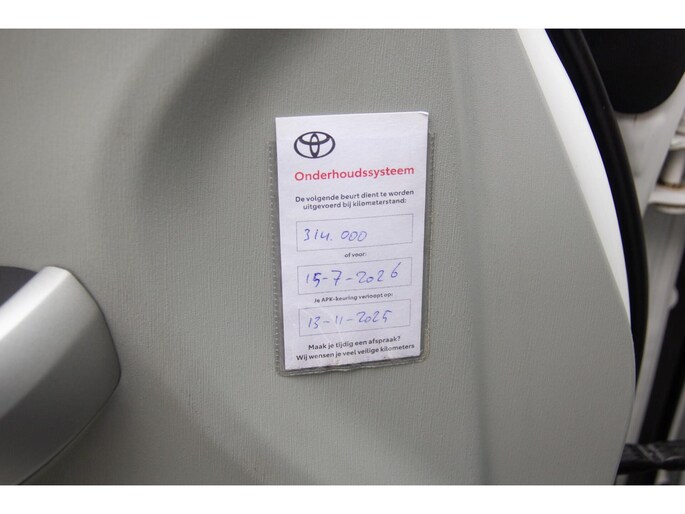 Onderhoudssysteem
De volgende beurt dient te worden
uitgevoerd bij kilometerstand:
314.000
of voor:
15-7-2026
Je APK-keuring verloopt op:
13-11-2025
Maak je tijdig een afspraak?
Wij wensen je veel veilige kilometers